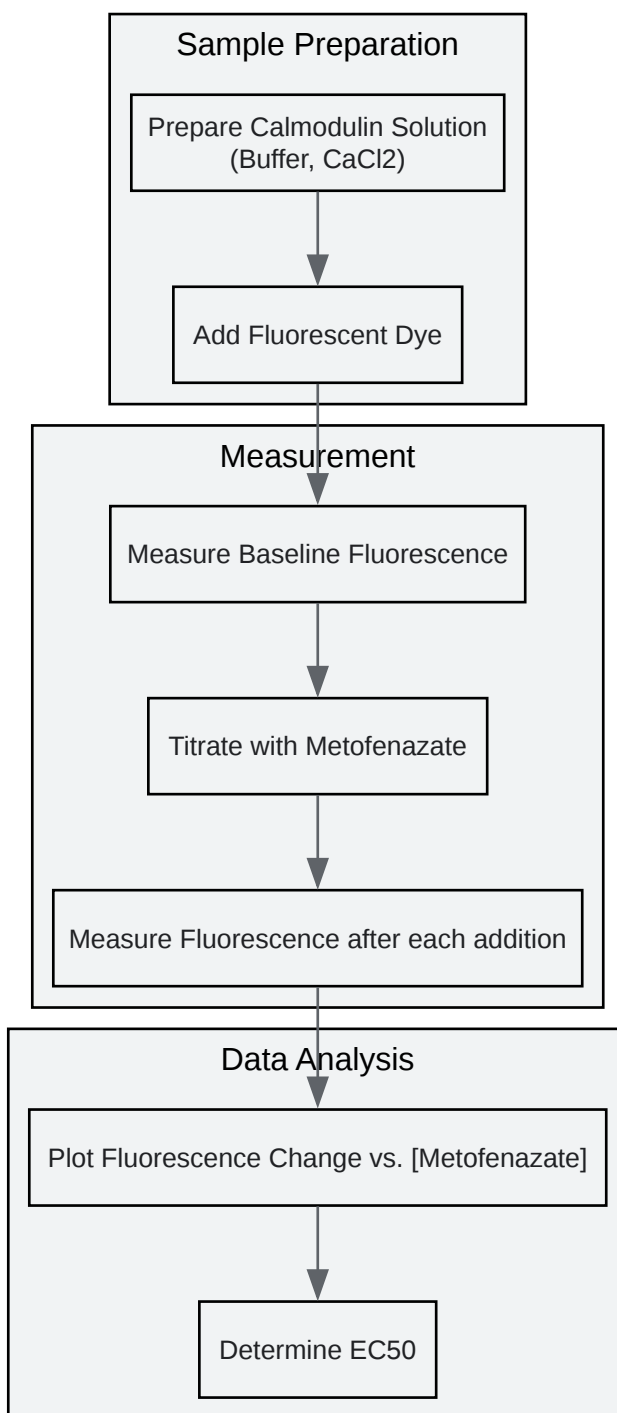 Sample Preparation
Prepare Calmodulin Solution
(Buffer, CaCl2)
Add Fluorescent Dye
Measurement
Measure Baseline Fluorescence
Titrate with Metofenazate
Measure Fluorescence after each addition
Data Analysis
Plot Fluorescence Change vs. [Metofenazate]
Determine EC50